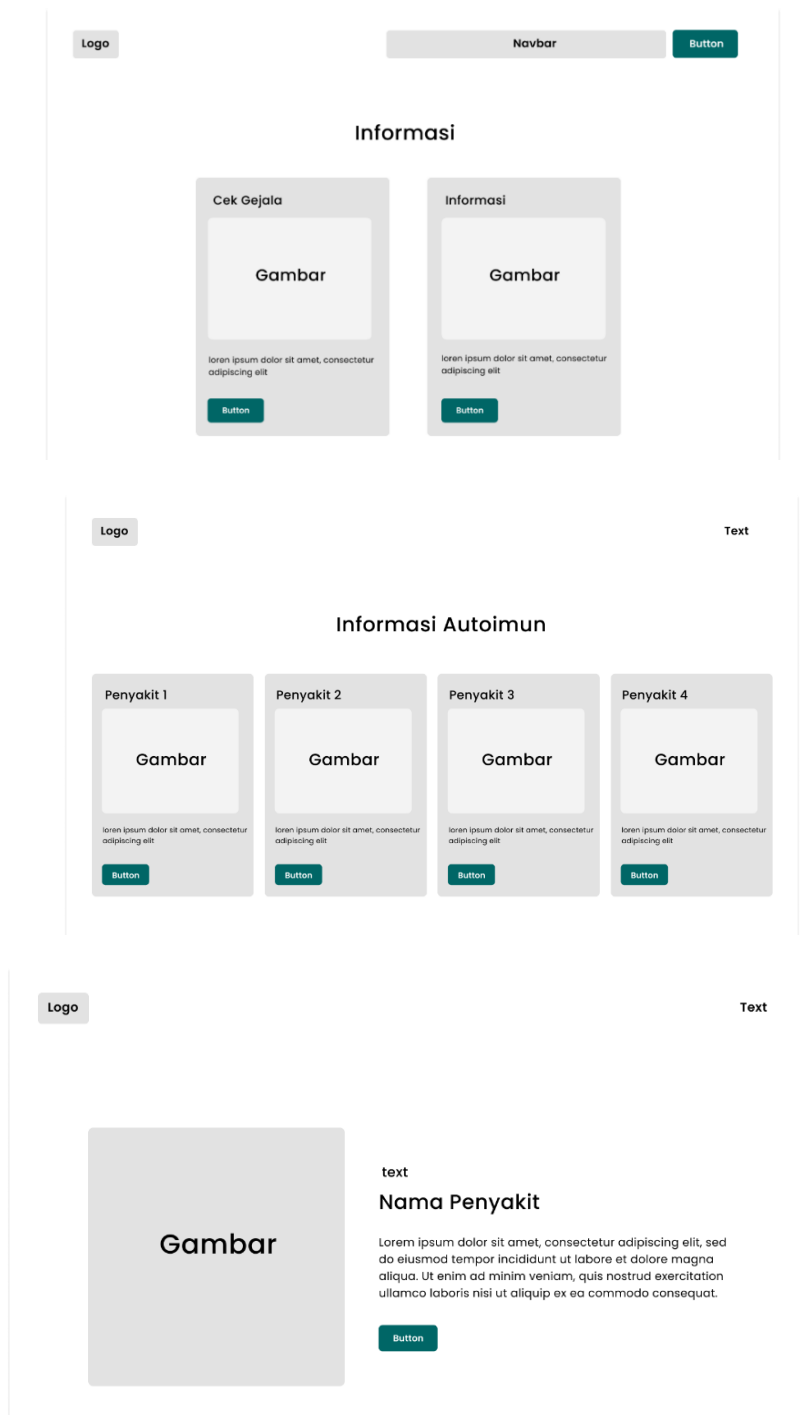 Logo
Navbar
Button
Informasi
Cek Gejala
Gambar
loren ipsum dolor sit amet, consectetur
adipiscing elit
Button
Informasi
Gambar
loren ipsum dolor sit amet, consectetur
adipiscing elit
Button
Logo
Text
Informasi Autoimun
Penyakit 1
Gambar
loren ipsum dolor sit amet, consectetur
adipiscing elit
Button
Penyakit 2
Gambar
loren ipsum dolor sit amet, consectetur
adipiscing elit
Button
Penyakit 3
Gambar
loren ipsum dolor sit amet, consectetur
adipiscing elit
Button
Penyakit 4
Gambar
loren ipsum dolor sit amet, consectetur
adipiscing elit
Button
Logo
Text
Gambar
text
Nama Penyakit
Lorem ipsum dolor sit amet, consectetur adipiscing elit, sed
do eiusmod tempor incididunt ut labore et dolore magna
aliqua. Ut enim ad minim veniam, quis nostrud exercitation
ullamco laboris nisi ut aliquip ex ea commodo consequat.
Button